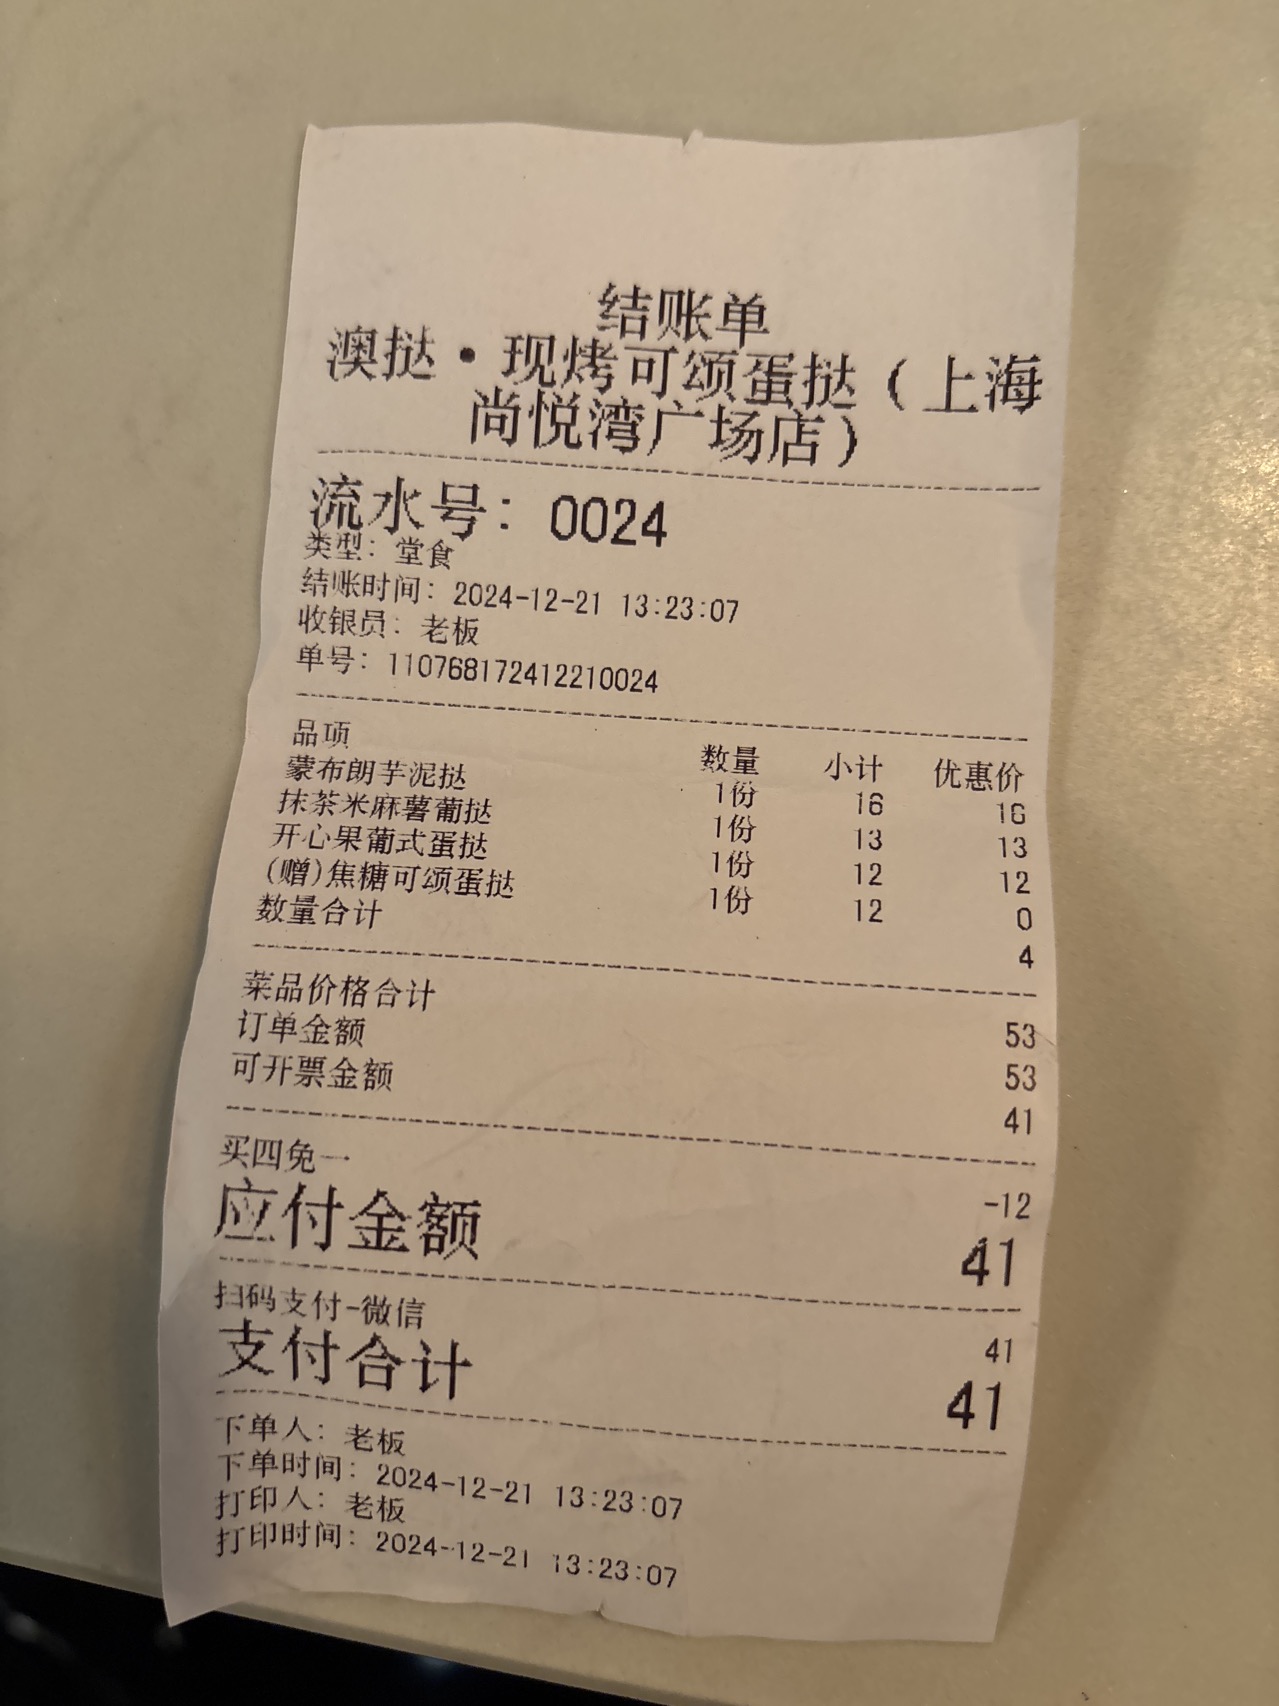 结账单
澳挞·现烤可颂蛋挞(上海
尚悦湾广场店)
流水号: 0024
类型: 堂食
结账时间: 2024-12-21 13:23:07
收银员: 老板
单号: 110768172412210024
品项 数量 小计 优惠价
蒙布朗芋泥挞 1份 16 16
抹茶米麻薯葡挞 1份 13 13
开心果葡式蛋挞 1份 12 12
(赠)焦糖可颂蛋挞 1份 12 0
数量合计 4
菜品价格合计 53
订单金额 53
可开票金额 41
买四免一 -12
应付金额 41
扫码支付-微信 41
支付合计 41
下单人: 老板
下单时间: 2024-12-21 13:23:07
打印人: 老板
打印时间: 2024-12-21 13:23:07